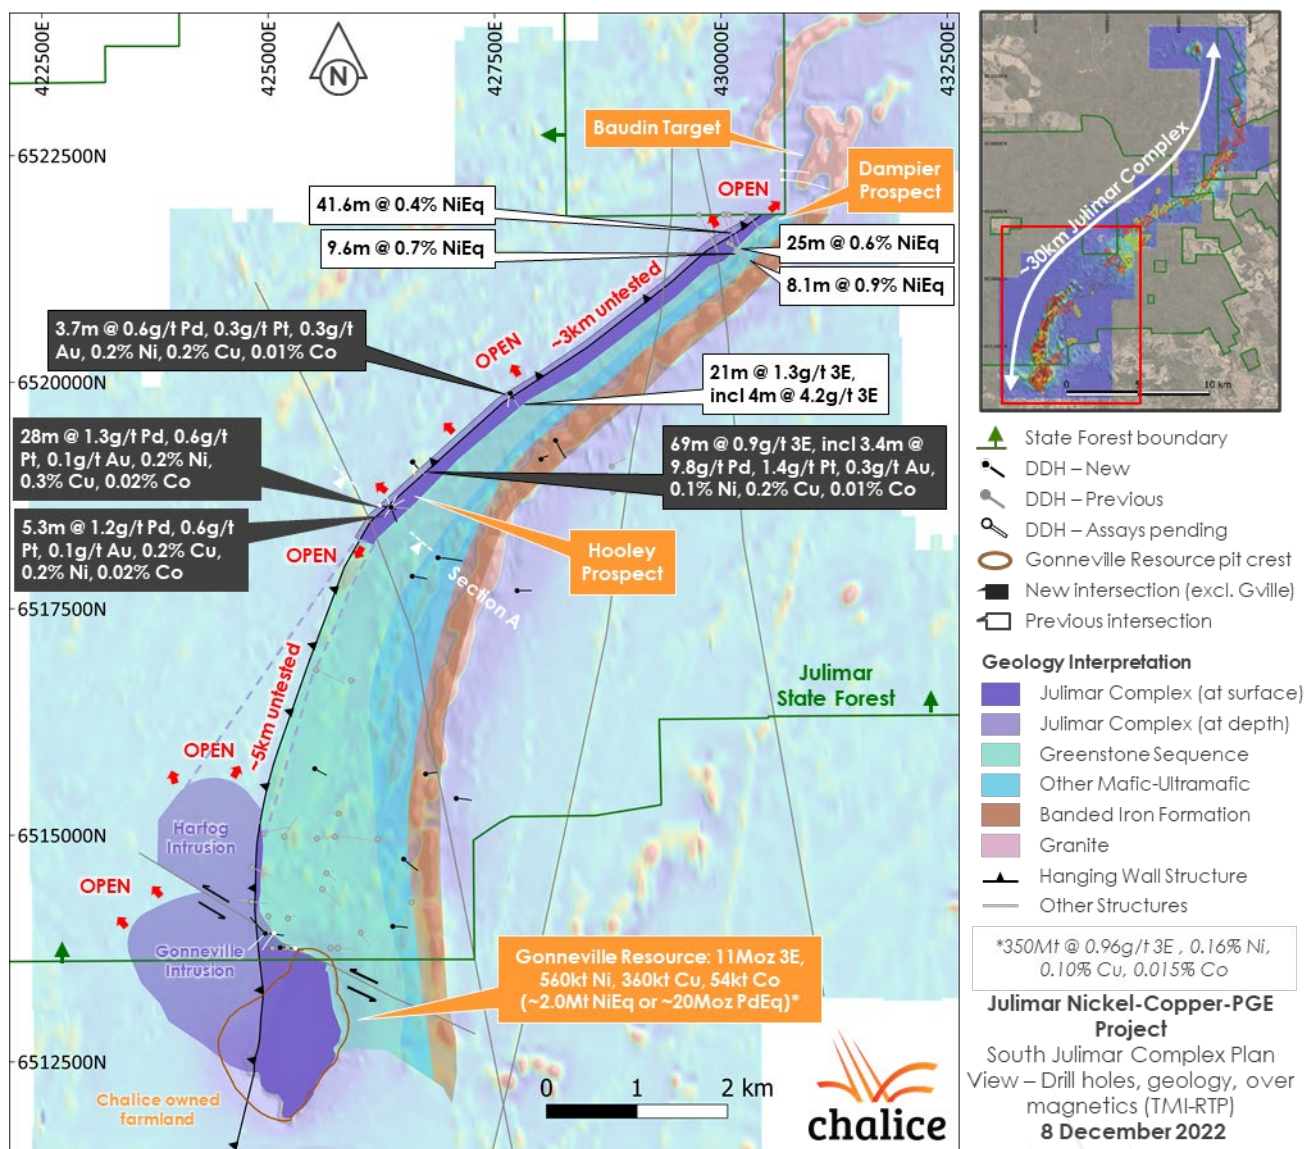 422500E
425000E
427500E
430000E
432500E
N
6522500N
6520000N
6517500N
6515000N
6512500N
Baudin Target
Dampier
Prospect
OPEN
41.6m @ 0.4% NiEq
9.6m @ 0.7% NiEq
25m @ 0.6% NiEq
8.1m @ 0.9% NiEq
~3km untested
OPEN
3.7m @ 0.6g/t Pd, 0.3g/t Pt, 0.3g/t
Au, 0.2% Ni, 0.2% Cu, 0.01% Co
21m @ 1.3g/t 3E,
incl 4m @ 4.2g/t 3E
28m @ 1.3g/t Pd, 0.6g/t
Pt, 0.1g/t Au, 0.2% Ni,
0.3% Cu, 0.02% Co
69m @ 0.9g/t 3E, incl 3.4m @
9.8g/t Pd, 1.4g/t Pt, 0.3g/t Au,
0.1% Ni, 0.2% Cu, 0.01% Co
5.3m @ 1.2g/t Pd, 0.6g/t
Pt, 0.1g/t Au, 0.2% Cu,
0.2% Ni, 0.02% Co
OPEN
Hooley
Prospect
Section A
~5km untested
Julimar
State Forest
OPEN
Hartog
Intrusion
OPEN
Gonneville
Intrusion
Gonneville Resource: 11Moz 3E,
560kt Ni, 360kt Cu, 54kt Co
(~2.0Mt NiEq or ~20Moz PdEq)*
Chalice owned
farmland
0 1 2 km
chalice
~30km Julimar Complex
0 5 10 km
State Forest boundary
DDH – New
DDH – Previous
DDH – Assays pending
Gonneville Resource pit crest
New intersection (excl. Gville)
Previous intersection
Geology Interpretation
Julimar Complex (at surface)
Julimar Complex (at depth)
Greenstone Sequence
Other Mafic-Ultramafic
Banded Iron Formation
Granite
Hanging Wall Structure
Other Structures
*350Mt @ 0.96g/t 3E , 0.16% Ni,
0.10% Cu, 0.015% Co
Julimar Nickel-Copper-PGE
Project
South Julimar Complex Plan
View – Drill holes, geology, over
magnetics (TMI-RTP)
8 December 2022